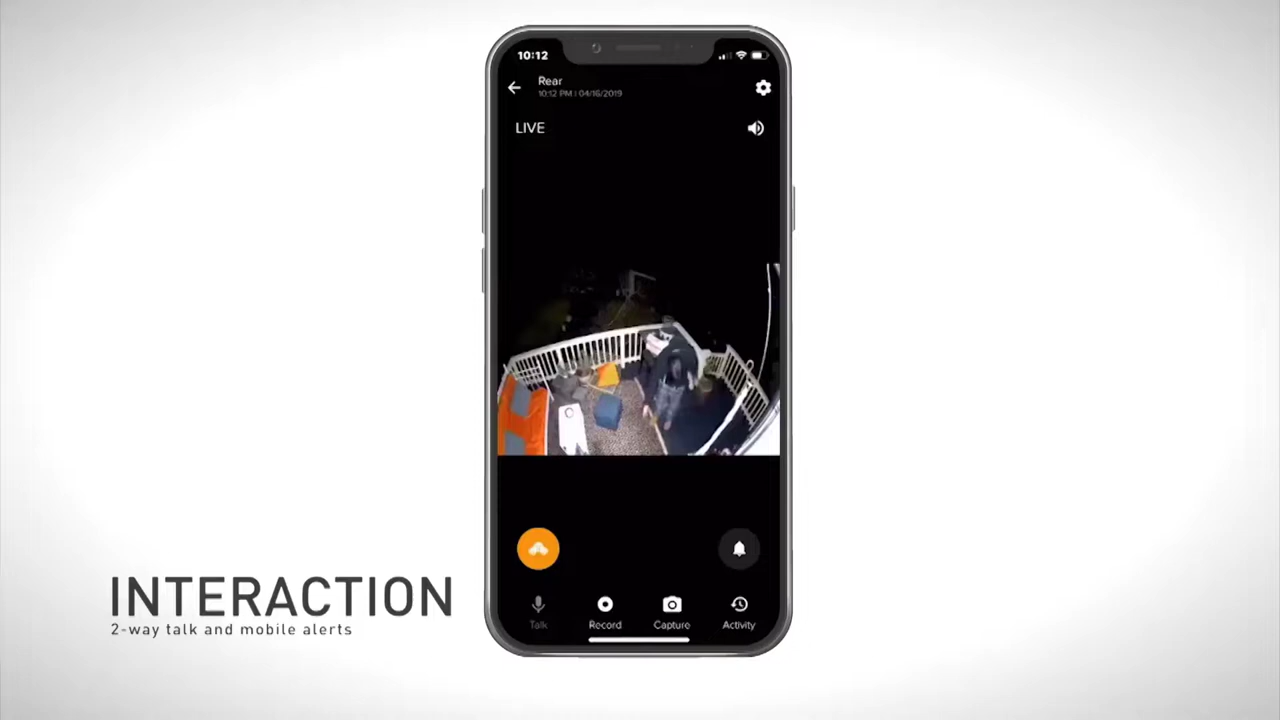 10:12
Rear
10:12 PM | 04/16/2019
LIVE
Talk
Record
Capture
Activity
INTERACTION
2-way talk and mobile alerts